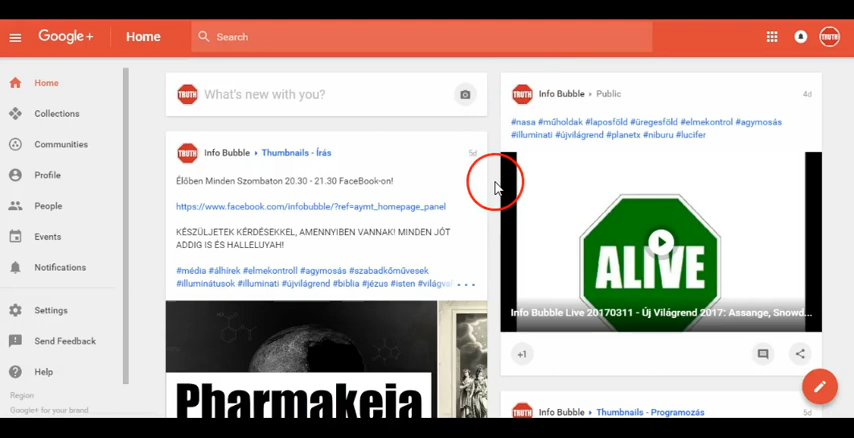 Google+
Home
Search
TRUTH
Home
Collections
Communities
Profile
People
Events
Notifications
Settings
Send Feedback
Help
Region
Google+ for your brand
TRUTH
What's new with you?
TRUTH
Info Bubble
Thumbnails - Írás
5d
Élőben Minden Szombaton 20.30 - 21.30 FaceBook-on!
https://www.facebook.com/infobubble/?ref=aymt_homepage_panel
KÉSZÜLJETEK KÉRDÉSEKKEL, AMENNYIBEN VANNAK! MINDEN JÓT
ADDIG IS ÉS HALLELUYAH!
#média #álhírek #elmekontroll #agymosás #szabadkőművesek
#illuminátusok #illuminati #újvilágrend #biblia #jézus #isten #világval
Pharmakeia
TRUTH
Info Bubble
Public
4d
#nasa #műholdak #laposföld #üregesföld #elmekontrol #agymosás
#illuminati #újvilágrend #planetx #niburu #lucifer
ALIVE
Info Bubble Live 20170311 - Új Világrend 2017: Assange, Snowd...
+1
TRUTH
Info Bubble
Thumbnails - Programozás
5d